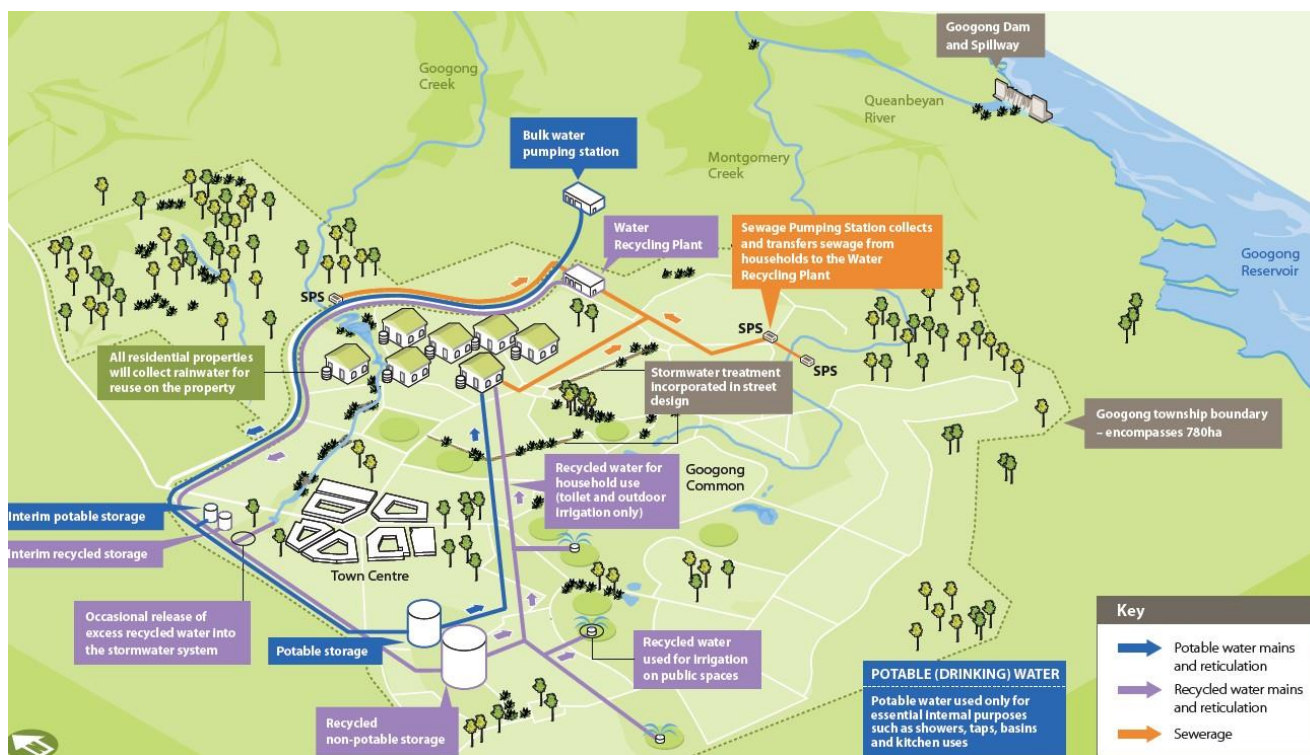 Googong Dam
and Spillway
Googong
Creek
Queanbeyan
River
Bulk water
pumping station
Montgomery
Creek
Water
Recycling Plant
Sewage Pumping Station collects
and transfers sewage from
households to the Water
Recycling Plant
Googong
Reservoir
SPS
SPS
SPS
All residential properties
will collect rainwater for
reuse on the property
Stormwater treatment
incorporated in street
design
Googong township boundary
– encompasses 780ha
Googong
Common
Recycled water for
household use
(toilet and outdoor
irrigation only)
Interim potable storage
Interim recycled storage
Town Centre
Occasional release of
excess recycled water into
the stormwater system
Potable storage
Recycled water
used for irrigation
on public spaces
Recycled
non-potable storage
POTABLE (DRINKING) WATER
Potable water used only for
essential internal purposes
such as showers, taps, basins
and kitchen uses
Key
Potable water mains
and reticulation
Recycled water mains
and reticulation
Sewerage